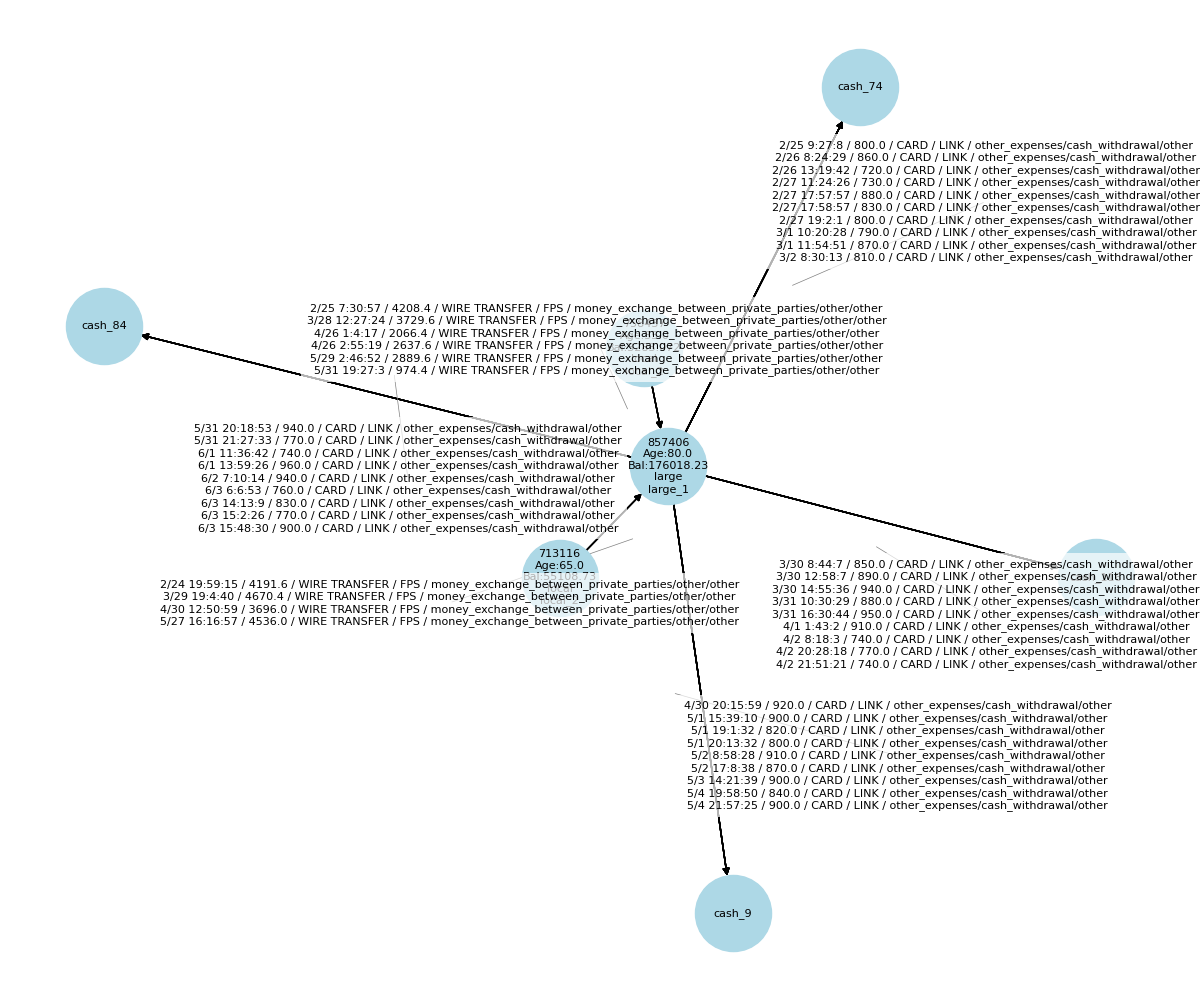 cash_74
2/25 9:27:8 / 800.0 / CARD / LINK / other_expenses/cash_withdrawal/other
2/26 8:24:29 / 860.0 / CARD / LINK / other_expenses/cash_withdrawal/other
2/26 13:19:42 / 720.0 / CARD / LINK / other_expenses/cash_withdrawal/other
2/27 11:24:26 / 730.0 / CARD / LINK / other_expenses/cash_withdrawal/other
2/27 17:57:57 / 880.0 / CARD / LINK / other_expenses/cash_withdrawal/other
2/27 17:58:57 / 830.0 / CARD / LINK / other_expenses/cash_withdrawal/other
2/27 19:2:1 / 800.0 / CARD / LINK / other_expenses/cash_withdrawal/other
3/1 10:20:28 / 790.0 / CARD / LINK / other_expenses/cash_withdrawal/other
3/1 11:54:51 / 870.0 / CARD / LINK / other_expenses/cash_withdrawal/other
3/2 8:30:13 / 810.0 / CARD / LINK / other_expenses/cash_withdrawal/other
cash_84
2/25 7:30:57 / 4208.4 / WIRE TRANSFER / FPS / money_exchange_between_private_parties/other/other
3/28 12:27:24 / 3729.6 / WIRE TRANSFER / FPS / money_exchange_between_private_parties/other/other
4/26 1:4:17 / 2066.4 / WIRE TRANSFER / FPS / money_exchange_between_private_parties/other/other
4/26 2:55:19 / 2637.6 / WIRE TRANSFER / FPS / money_exchange_between_private_parties/other/other
5/29 2:46:52 / 2889.6 / WIRE TRANSFER / FPS / money_exchange_between_private_parties/other/other
5/31 19:27:3 / 974.4 / WIRE TRANSFER / FPS / money_exchange_between_private_parties/other/other
5/31 20:18:53 / 940.0 / CARD / LINK / other_expenses/cash_withdrawal/other
5/31 21:27:33 / 770.0 / CARD / LINK / other_expenses/cash_withdrawal/other
6/1 11:36:42 / 740.0 / CARD / LINK / other_expenses/cash_withdrawal/other
6/1 13:59:26 / 960.0 / CARD / LINK / other_expenses/cash_withdrawal/other
6/2 7:10:14 / 940.0 / CARD / LINK / other_expenses/cash_withdrawal/other
6/3 6:6:53 / 760.0 / CARD / LINK / other_expenses/cash_withdrawal/other
6/3 14:13:9 / 830.0 / CARD / LINK / other_expenses/cash_withdrawal/other
6/3 15:2:26 / 770.0 / CARD / LINK / other_expenses/cash_withdrawal/other
6/3 15:48:30 / 900.0 / CARD / LINK / other_expenses/cash_withdrawal/other
857406
Age:80.0
Bal:176018.23
large
large_1
713116
Age:65.0
Bal:55108.73
2/24 19:59:15 / 4191.6 / WIRE TRANSFER / FPS / money_exchange_between_private_parties/other/other
3/29 19:4:40 / 4670.4 / WIRE TRANSFER / FPS / money_exchange_between_private_parties/other/other
4/30 12:50:59 / 3696.0 / WIRE TRANSFER / FPS / money_exchange_between_private_parties/other/other
5/27 16:16:57 / 4536.0 / WIRE TRANSFER / FPS / money_exchange_between_private_parties/other/other
3/30 8:44:7 / 850.0 / CARD / LINK / other_expenses/cash_withdrawal/other
3/30 12:58:7 / 890.0 / CARD / LINK / other_expenses/cash_withdrawal/other
3/30 14:55:36 / 940.0 / CARD / LINK / other_expenses/cash_withdrawal/other
3/31 10:30:29 / 880.0 / CARD / LINK / other_expenses/cash_withdrawal/other
3/31 16:30:44 / 950.0 / CARD / LINK / other_expenses/cash_withdrawal/other
4/1 1:43:2 / 910.0 / CARD / LINK / other_expenses/cash_withdrawal/other
4/2 8:18:3 / 740.0 / CARD / LINK / other_expenses/cash_withdrawal/other
4/2 20:28:18 / 770.0 / CARD / LINK / other_expenses/cash_withdrawal/other
4/2 21:51:21 / 740.0 / CARD / LINK / other_expenses/cash_withdrawal/other
4/30 20:15:59 / 920.0 / CARD / LINK / other_expenses/cash_withdrawal/other
5/1 15:39:10 / 900.0 / CARD / LINK / other_expenses/cash_withdrawal/other
5/1 19:1:32 / 820.0 / CARD / LINK / other_expenses/cash_withdrawal/other
5/1 20:13:32 / 800.0 / CARD / LINK / other_expenses/cash_withdrawal/other
5/2 8:58:28 / 910.0 / CARD / LINK / other_expenses/cash_withdrawal/other
5/2 17:8:38 / 870.0 / CARD / LINK / other_expenses/cash_withdrawal/other
5/3 14:21:39 / 900.0 / CARD / LINK / other_expenses/cash_withdrawal/other
5/4 19:58:50 / 840.0 / CARD / LINK / other_expenses/cash_withdrawal/other
5/4 21:57:25 / 900.0 / CARD / LINK / other_expenses/cash_withdrawal/other
cash_9